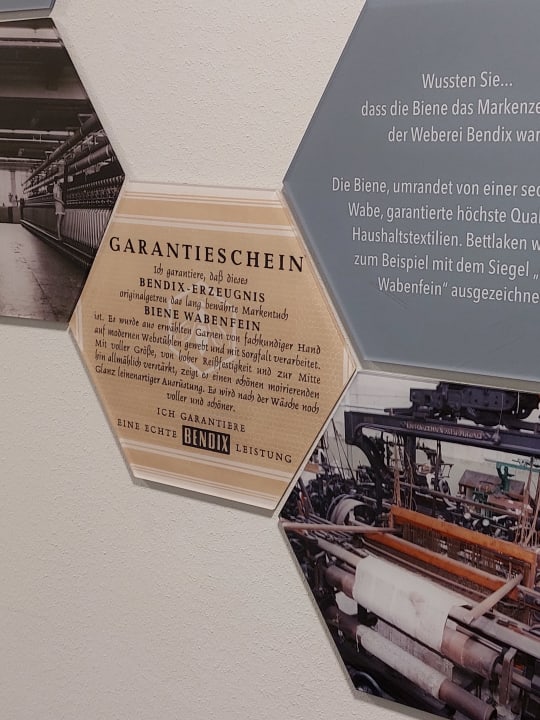 GARANTIESCHEIN
Ich garantiere, daß dieses
BENDIX-ERZEUGNIS
originalgetreu das lang bewährte Markentuch
BIENE WABENFEIN
ist. Es wurde aus erwählten Garnen von fachkundiger Hand
auf modernen Webstühlen gewebt und mit Sorgfalt verarbeitet.
Mit voller Größe, von hoher Reißfestigkeit und zur Mitte
hin allmählich verstärkt, zeigt es einen schönen moirierenden
Glanz leinenartiger Ausrüstung. Es wird nach der Wäsche noch
voller und schöner.
ICH GARANTIERE
EINE ECHTE BENDIX LEISTUNG
Wussten Sie...
dass die Biene das Markenze
der Weberei Bendix war
Die Biene, umrandet von einer sec
Wabe, garantierte höchste Qual
Haushaltstextilien. Bettlaken w
zum Beispiel mit dem Siegel „
Wabenfein“ ausgezeichne